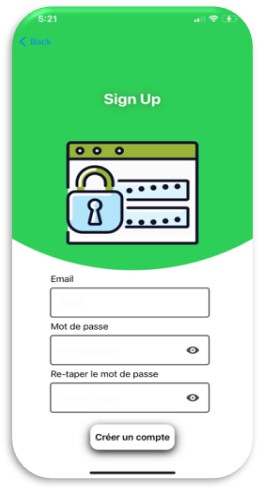 5:21
Back
Sign Up
Email
Mot de passe
Re-taper le mot de passe
Créer un compte